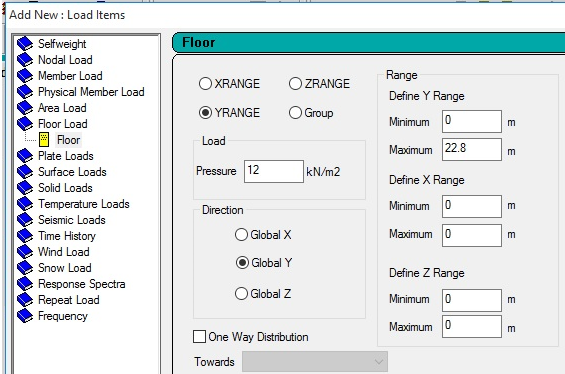 Add New : Load Items
Selfweight
Nodal Load
Member Load
Physical Member Load
Area Load
Floor Load
Floor
Plate Loads
Surface Loads
Solid Loads
Temperature Loads
Seismic Loads
Time History
Wind Load
Snow Load
Response Spectra
Repeat Load
Frequency
Floor
XRANGE ZRANGE
YRANGE Group
Load
Pressure 12 kN/m2
Direction
Global X
Global Y
Global Z
One Way Distribution
Towards
Range
Define Y Range
Minimum 0 m
Maximum 22.8 m
Define X Range
Minimum 0 m
Maximum 0 m
Define Z Range
Minimum 0 m
Maximum 0 m